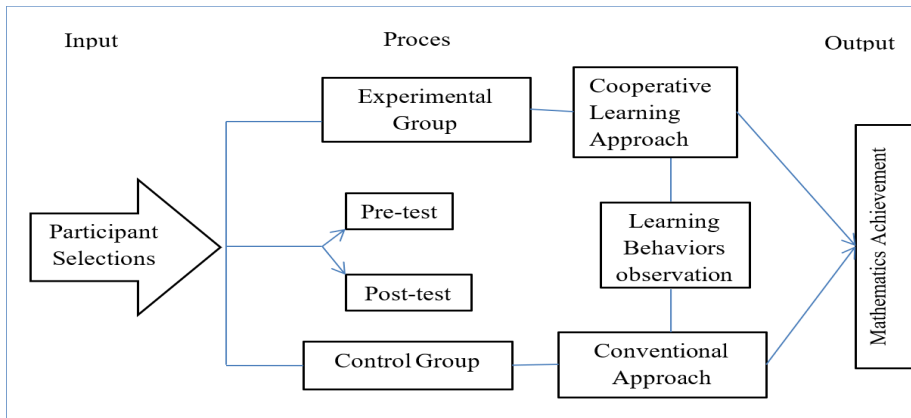 Input
Proces
Output
Experimental
Group
Cooperative
Learning
Approach
Participant
Selections
Pre-test
Post-test
Learning
Behaviors
observation
Mathematics Achievement
Control Group
Conventional
Approach